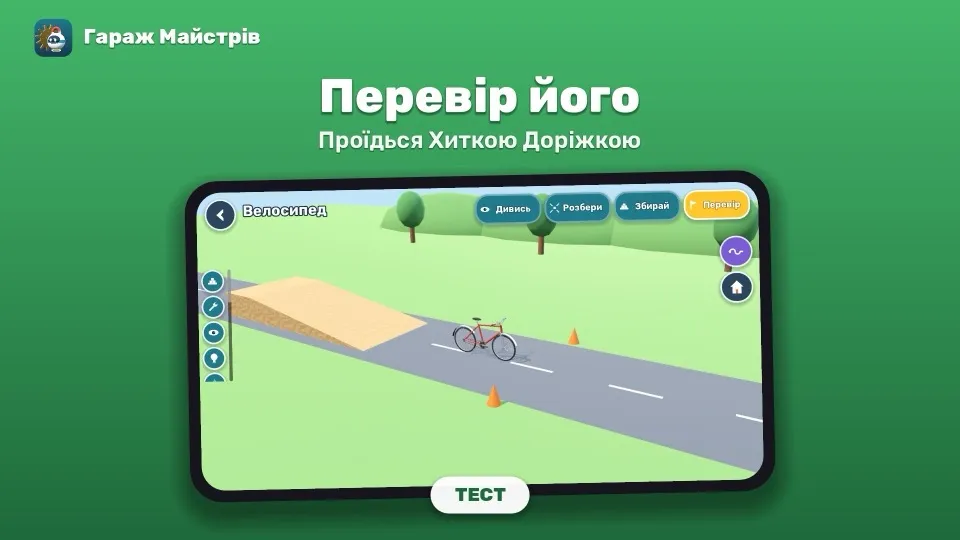 Гараж Майстрів
Перевір його
Проїдься Хиткою Доріжкою
Велосипед
Дивись
Розбери
Збирай
Перевір
ТЕСТ